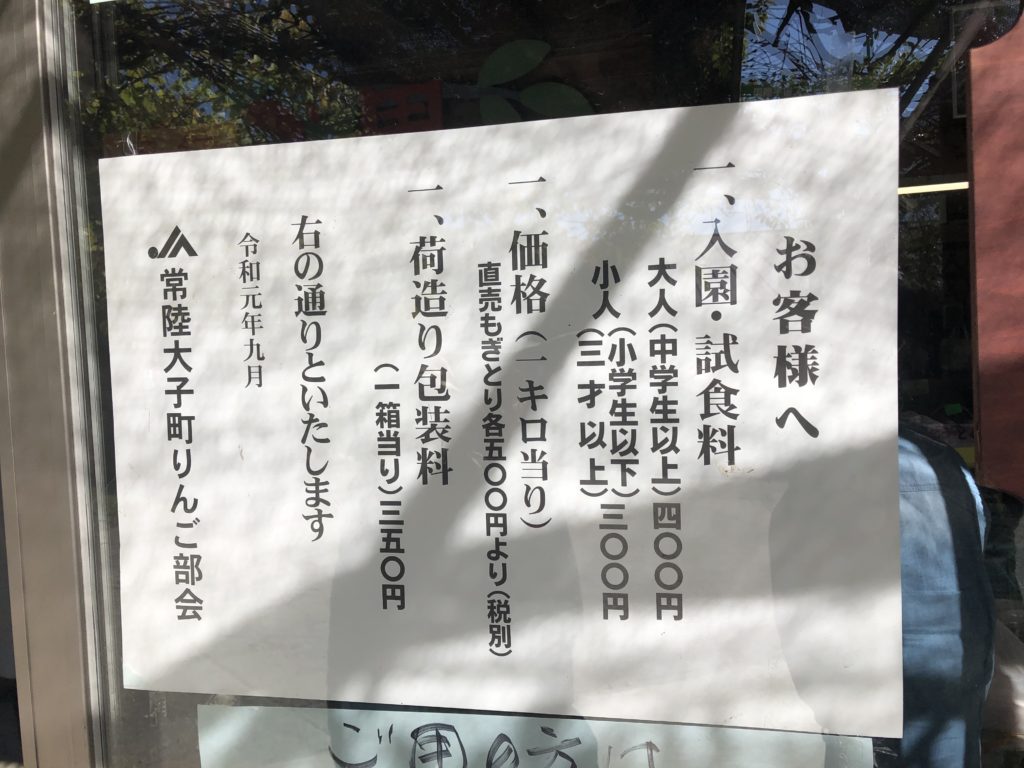 お客様へ
一、入園・試食料
大人(中学生以上)四〇〇円
小人(小学生以下)三〇〇円
(三才以上)
一、価格(一キロ当り)
直売もぎとり各五〇〇円より(税別)
一、荷造り包装料
(一箱当り)三五〇円
右の通りといたします
令和元年九月
JA 常陸大子町りんご部会
ご用の方は